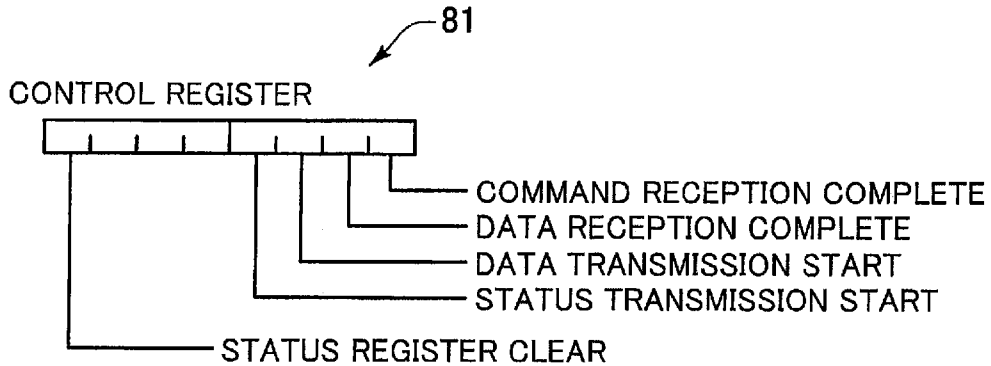 81
CONTROL REGISTER
COMMAND RECEPTION COMPLETE
DATA RECEPTION COMPLETE
DATA TRANSMISSION START
STATUS TRANSMISSION START
STATUS REGISTER CLEAR